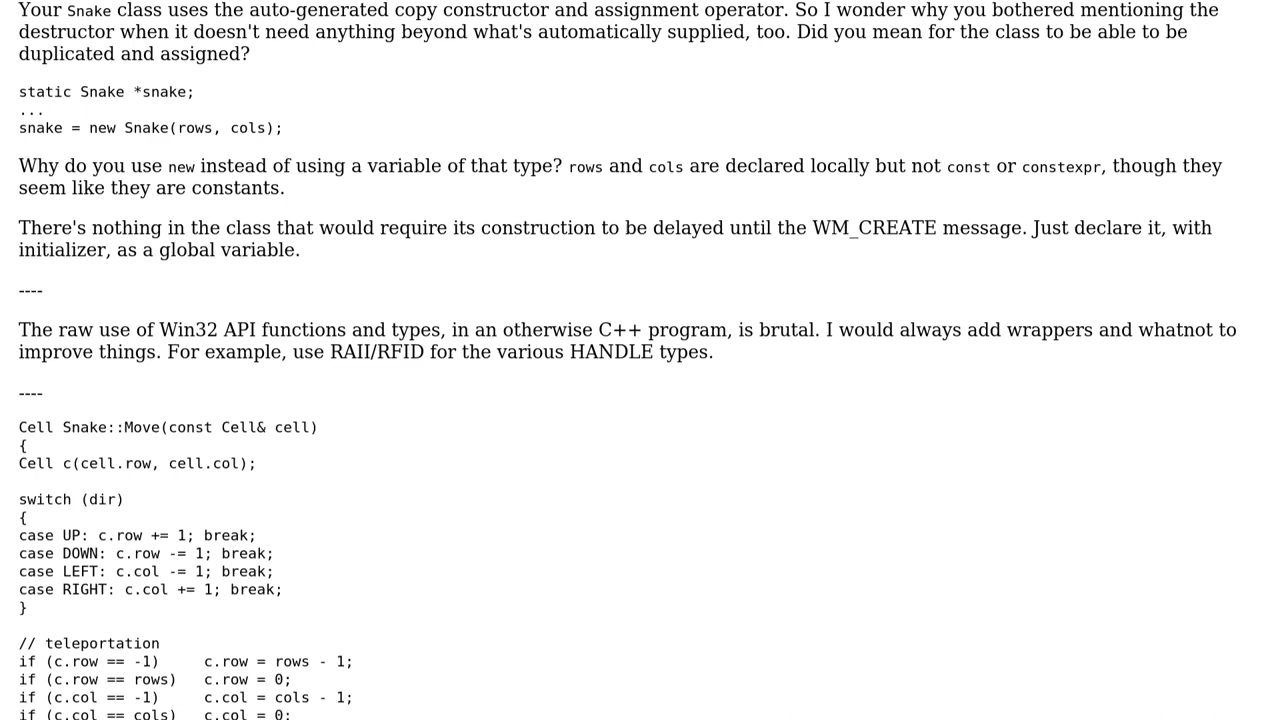 Your Snake class uses the auto-generated copy constructor and assignment operator. So I wonder why you bothered mentioning the
destructor when it doesn't need anything beyond what's automatically supplied, too. Did you mean for the class to be able to be
duplicated and assigned?
static Snake *snake;
...
snake = new Snake(rows, cols);
Why do you use new instead of using a variable of that type? rows and cols are declared locally but not const or constexpr, though they
seem like they are constants.
There's nothing in the class that would require its construction to be delayed until the WM_CREATE message. Just declare it, with
initializer, as a global variable.
----
The raw use of Win32 API functions and types, in an otherwise C++ program, is brutal. I would always add wrappers and whatnot to
improve things. For example, use RAII/RFID for the various HANDLE types.
----
Cell Snake::Move(const Cell& cell)
{
Cell c(cell.row, cell.col);
switch (dir)
{
case UP: c.row += 1; break;
case DOWN: c.row -= 1; break;
case LEFT: c.col -= 1; break;
case RIGHT: c.col += 1; break;
}
// teleportation
if (c.row == -1)     c.row = rows - 1;
if (c.row == rows)   c.row = 0;
if (c.col == -1)     c.col = cols - 1;
if (c.col == cols)   c.col = 0;